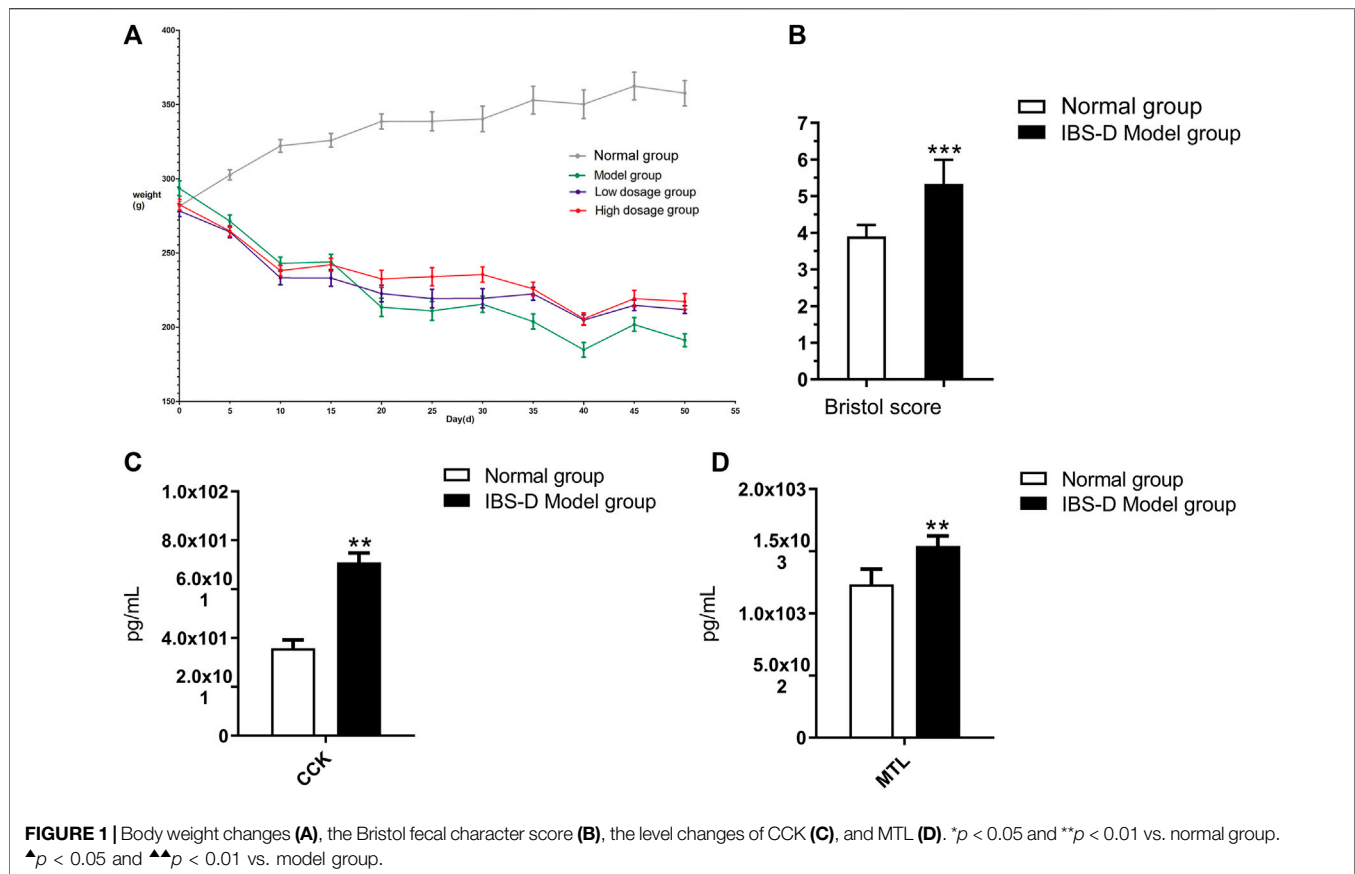 A
400
350
300
weight
(g)
250
200
150
0 5 10 15 20 25 30 35 40 45 50 55
Day(d)
Normal group
Model group
Low dosage group
High dosage group
B
Normal group
IBS-D Model group
7
6
5
4
3
2
1
0
***
Bristol score
C
Normal group
IBS-D Model group
1.0x102
8.0x101
6.0x10
1
4.0x101
2.0x10
1
0
pg/mL
**
CCK
D
Normal group
IBS-D Model group
2.0x103
1.5x10
3
1.0x103
5.0x10
2
0
pg/mL
**
MTL
FIGURE 1 | Body weight changes (A), the Bristol fecal character score (B), the level changes of CCK (C), and MTL (D). *p < 0.05 and **p < 0.01 vs. normal group.
▲p < 0.05 and ▲▲p < 0.01 vs. model group.